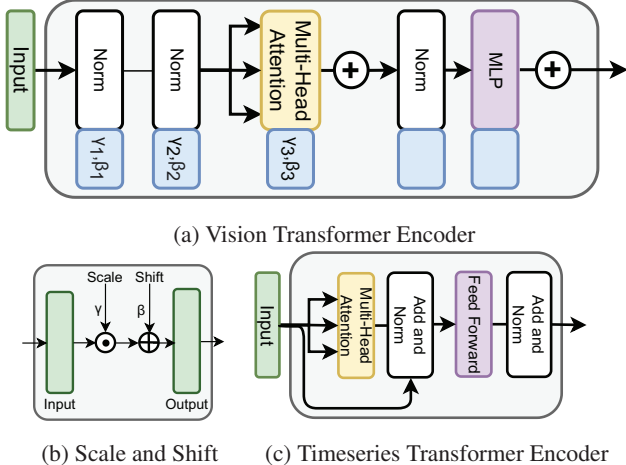 Input
Norm
Norm
Multi-Head
Attention
+
Norm
MLP
+
γ1,β1
γ2,β2
γ3,β3
(a) Vision Transformer Encoder
Scale
Shift
γ
β
Input
Output
(b) Scale and Shift
Input
Multi-Head
Attention
Add and
Norm
Feed Forward
Add and
Norm
(c) Timeseries Transformer Encoder